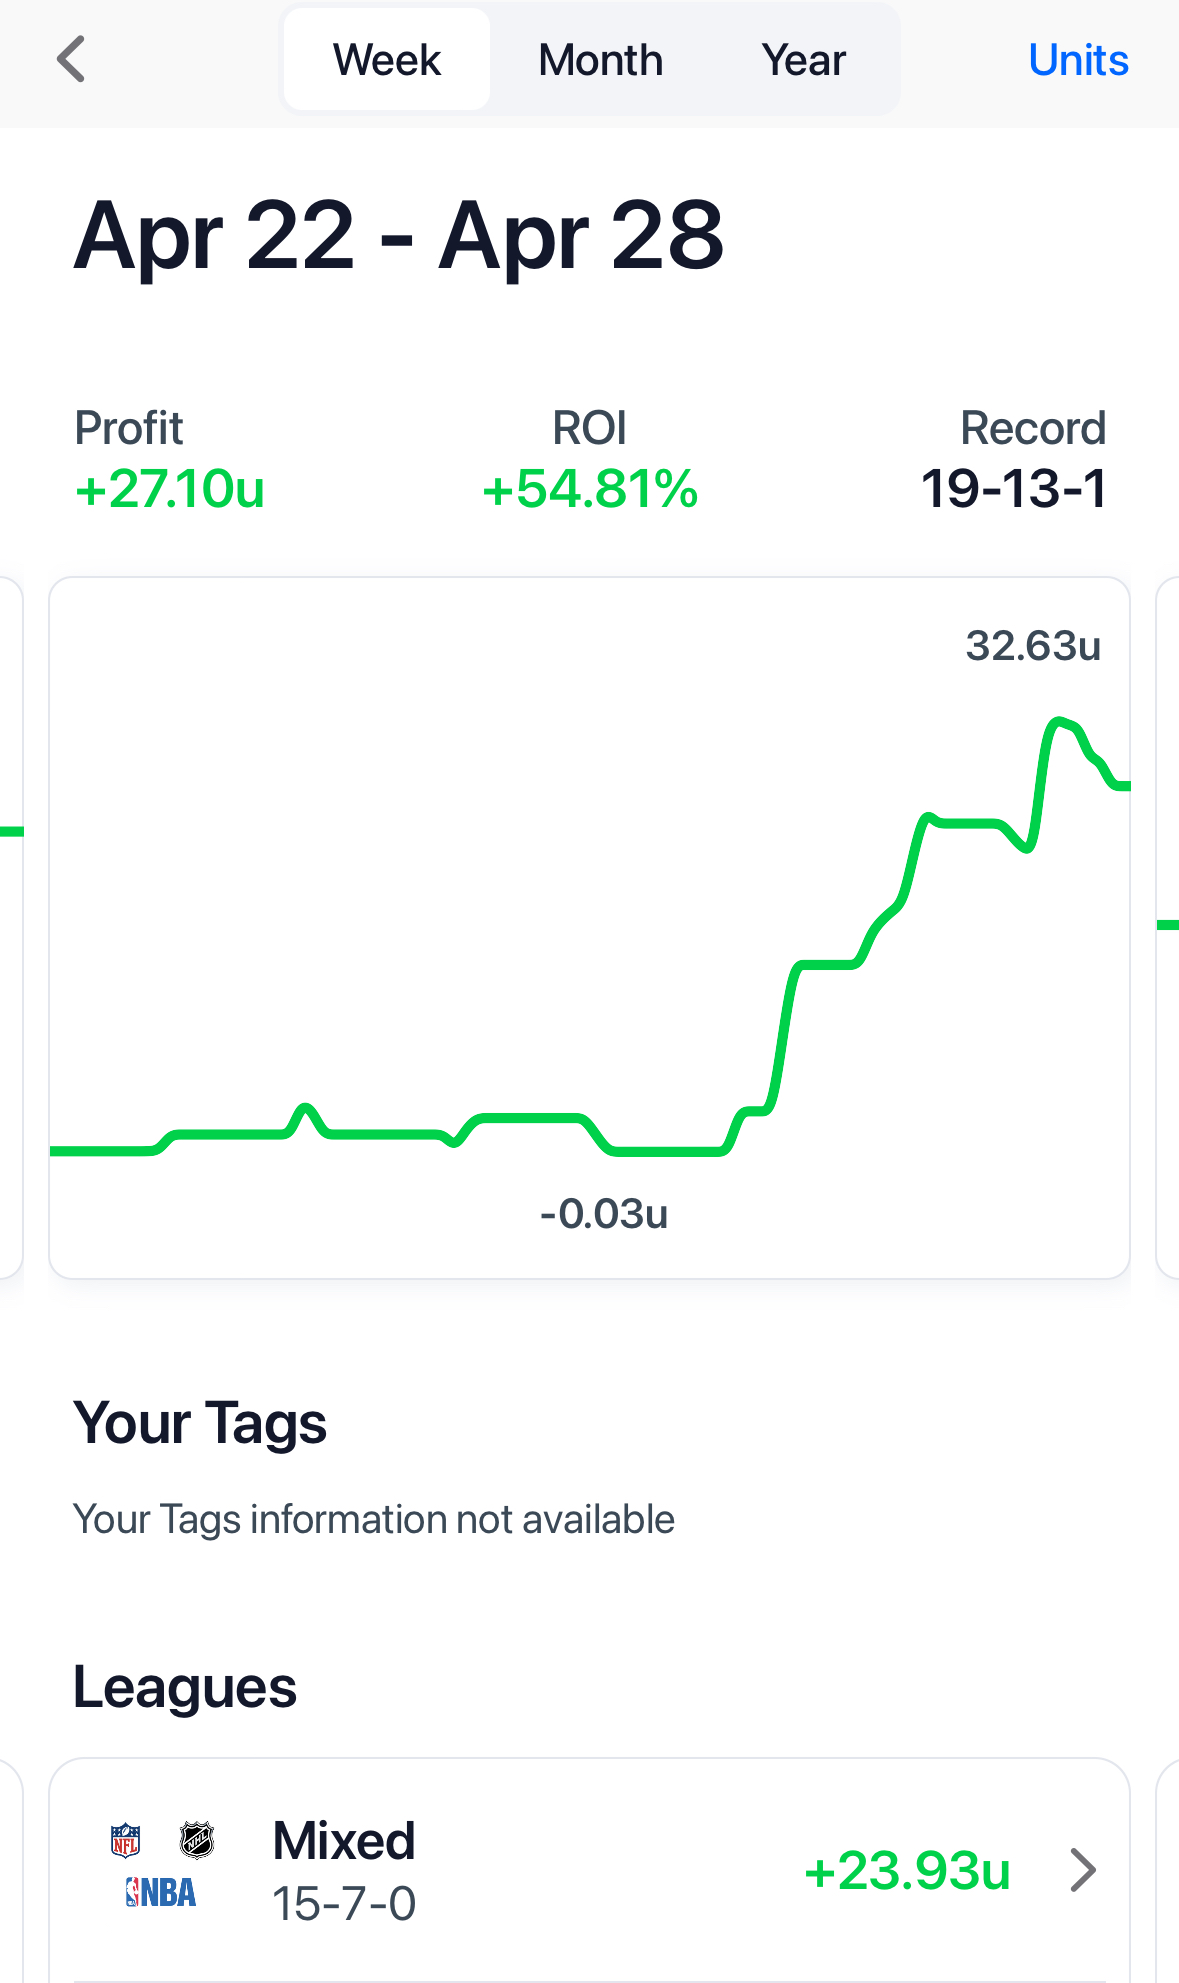 Week Month Year Units
Apr 22 - Apr 28
Profit ROI Record
+27.10u +54.81% 19-13-1
32.63u
-0.03u
Your Tags
Your Tags information not available
Leagues
NFL NHL Mixed
NBA 15-7-0 +23.93u